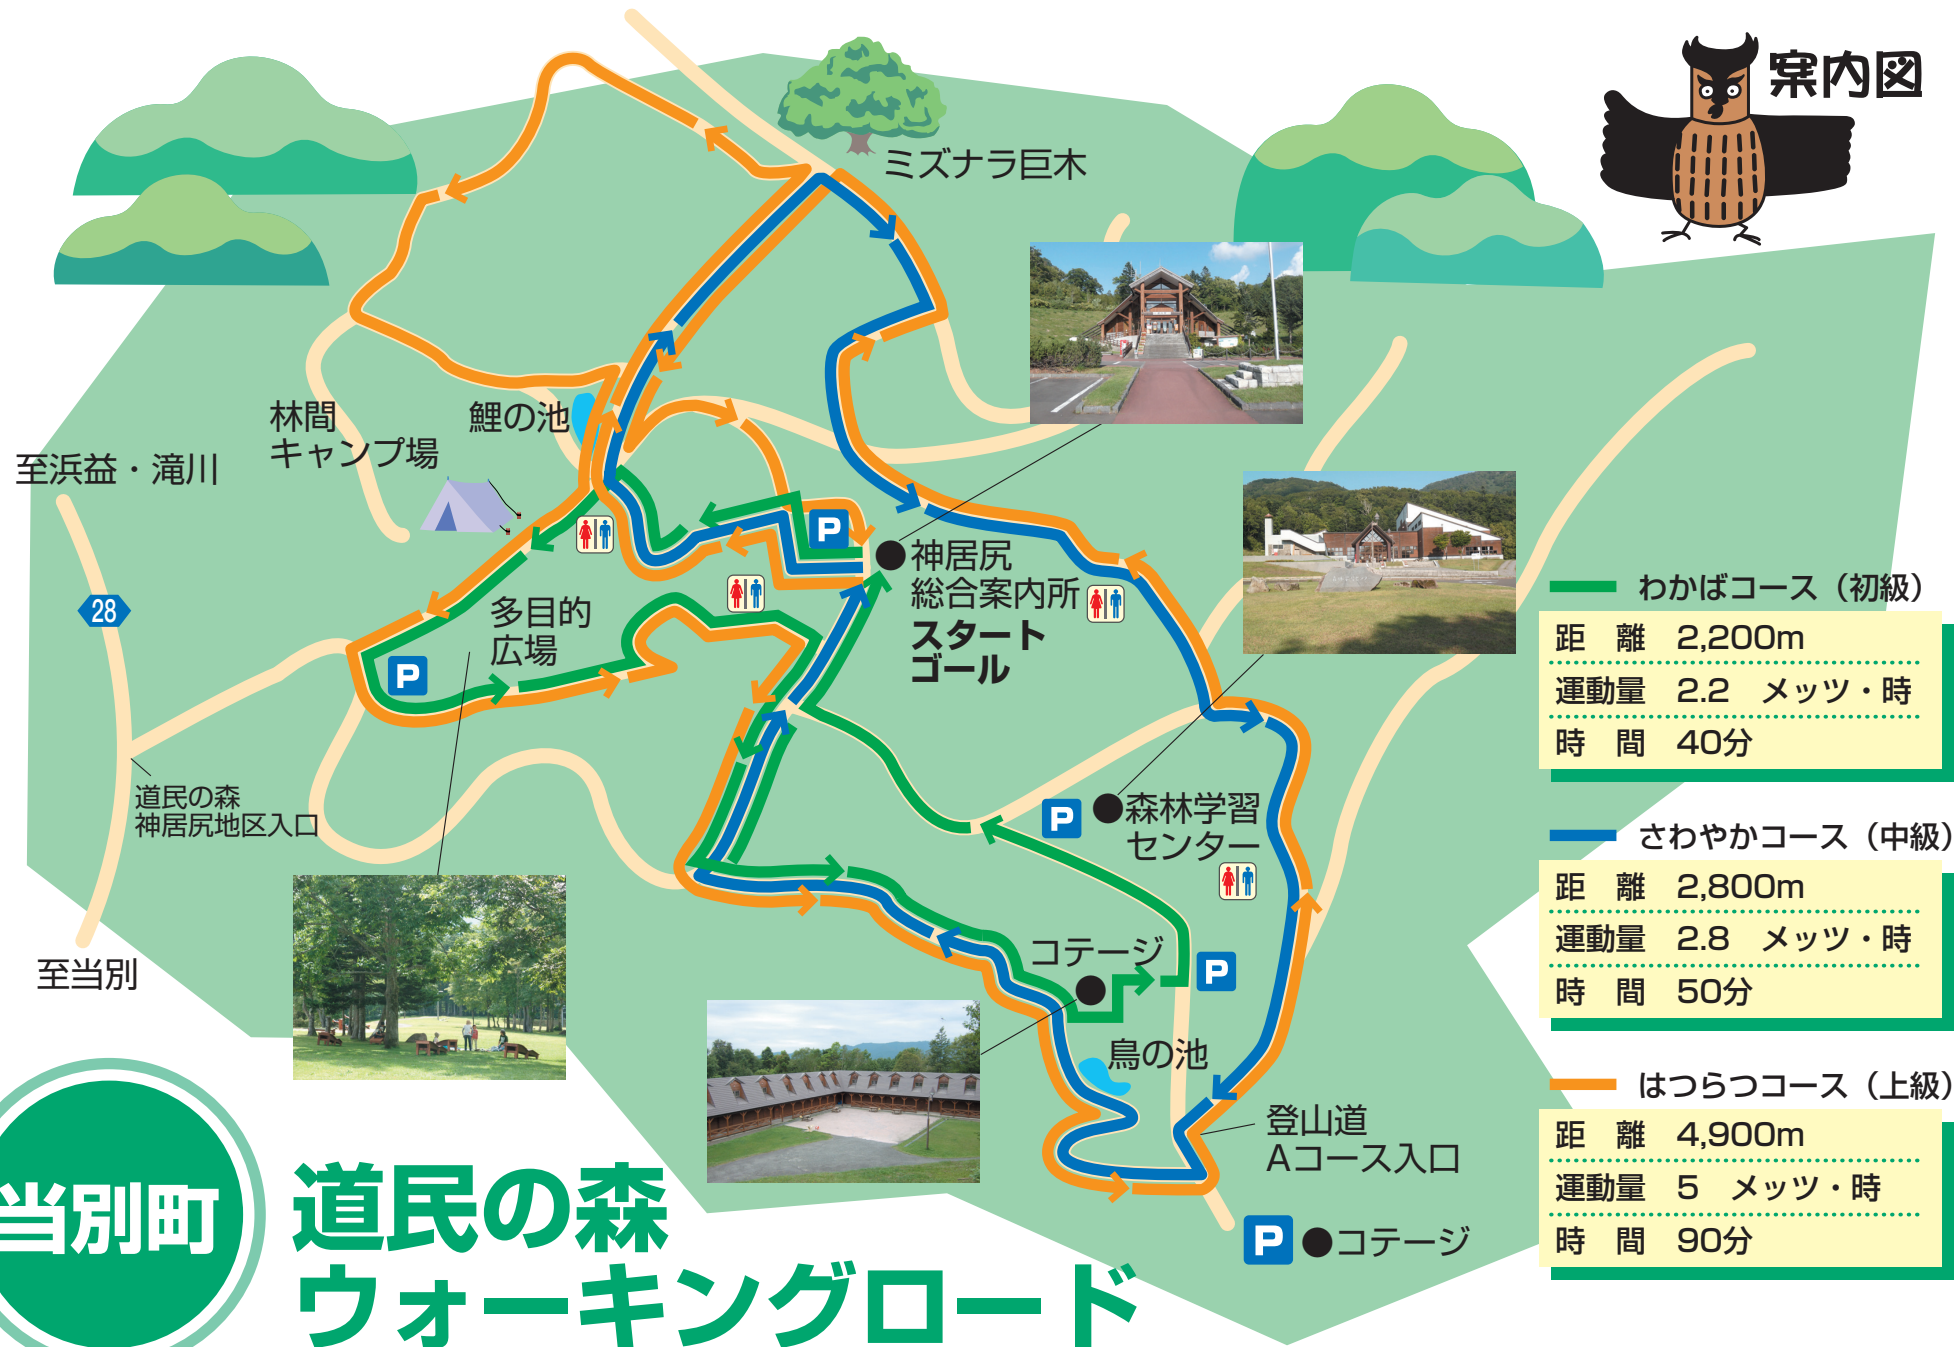 案内図
ミズナラ巨木
林間
キャンプ場
鯉の池
至浜益・滝川
28
P
神居尻
総合案内所
スタート
ゴール
多目的
広場
P
道民の森
神居尻地区入口
至当別
P
森林学習
センター
コテージ
P
鳥の池
登山道
Aコース入口
P
コテージ
わかばコース（初級）
距　離　2,200m
運動量　2.2　メッツ・時
時　間　40分
さわやかコース（中級）
距　離　2,800m
運動量　2.8　メッツ・時
時　間　50分
はつらつコース（上級）
距　離　4,900m
運動量　5　メッツ・時
時　間　90分
当別町
道民の森
ウォーキングロード